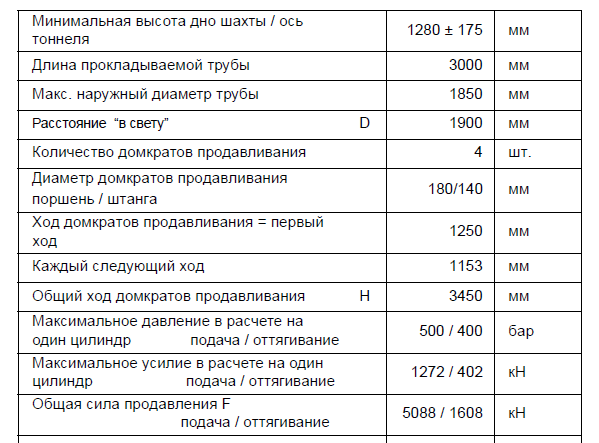 Минимальная высота дно шахты / ось
тоннеля 1280 ± 175 мм
Длина прокладываемой трубы 3000 мм
Макс. наружный диаметр трубы 1850 мм
Расстояние “в свету” D 1900 мм
Количество домкратов продавливания 4 шт.
Диаметр домкратов продавливания
поршень / штанга 180/140 мм
Ход домкратов продавливания = первый
ход 1250 мм
Каждый следующий ход 1153 мм
Общий ход домкратов продавливания H 3450 мм
Максимальное давление в расчете на
один цилиндр подача / оттягивание 500 / 400 бар
Максимальное усилие в расчете на один
цилиндр подача / оттягивание 1272 / 402 кН
Общая сила продавления F
подача / оттягивание 5088 / 1608 кН